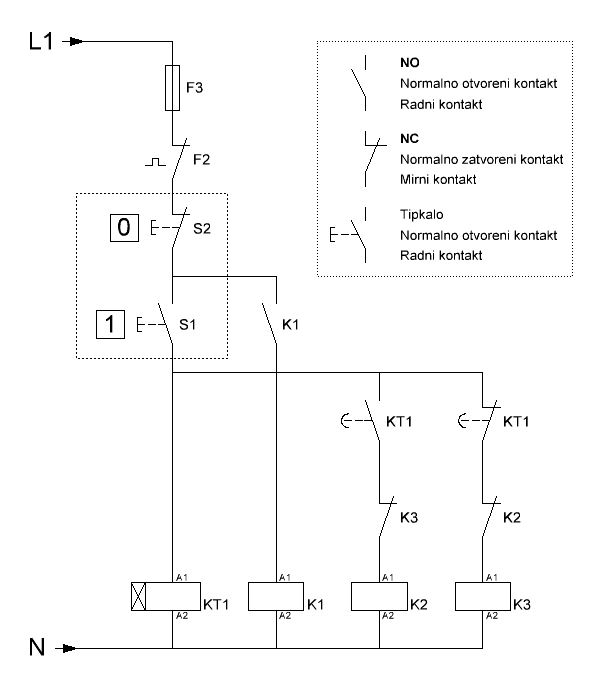 L1
F3
F2
0
S2
1
S1
K1
NO
Normalno otvoreni kontakt
Radni kontakt
NC
Normalno zatvoreni kontakt
Mirni kontakt
Tipkalo
Normalno otvoreni kontakt
Radni kontakt
KT1
KT1
K3
K2
A1
A1
A1
A1
KT1
K1
K2
K3
A2
A2
A2
A2
N